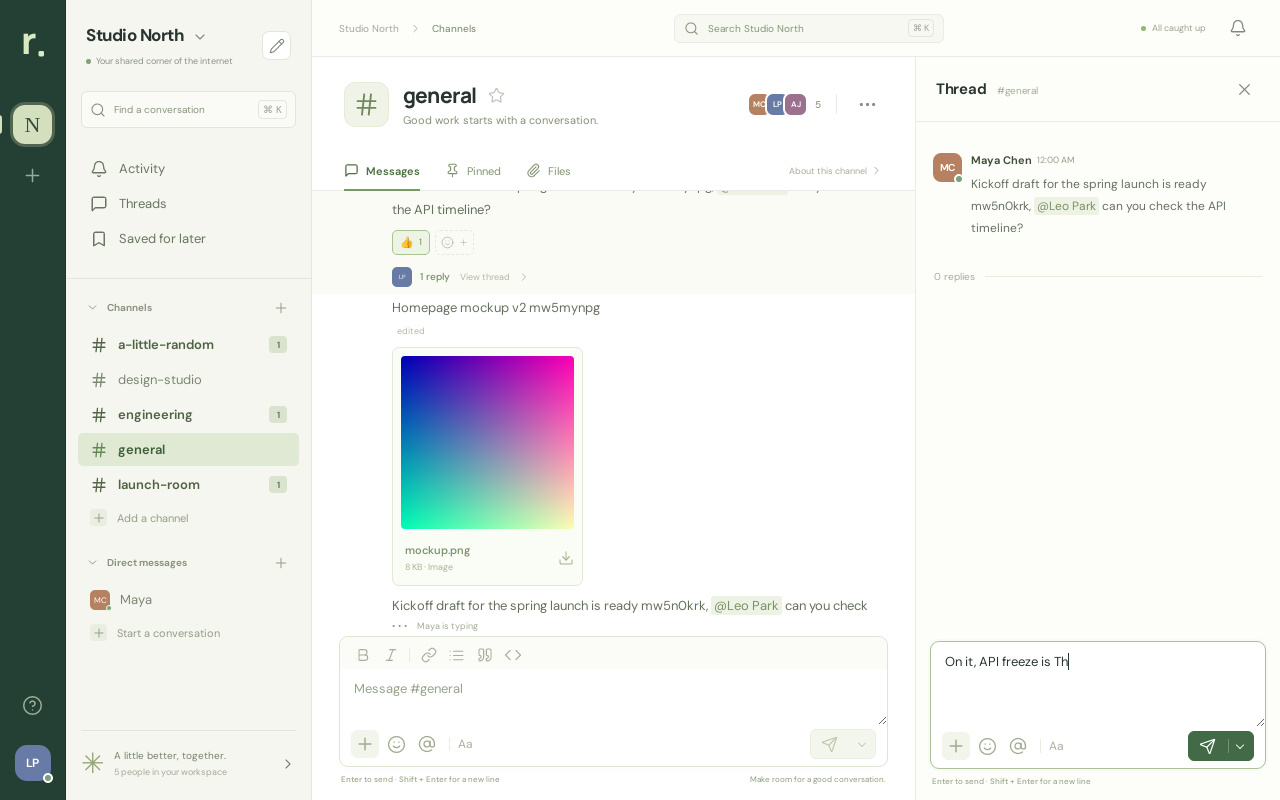 r.
N
Studio North
Your shared corner of the internet
Find a conversation
⌘ K
Activity
Threads
Saved for later
Channels
a-little-random
1
design-studio
engineering
1
general
launch-room
1
Add a channel
Direct messages
MC
Maya
Start a conversation
A little better, together.
5 people in your workspace
LP
Studio North
Channels
Search Studio North
⌘ K
All caught up
general
Good work starts with a conversation.
MC
LP
AJ
5
Messages
Pinned
Files
About this channel
the API timeline?
👍 1
+
LP
1 reply
View thread
Homepage mockup v2 mw5mynpg
edited
mockup.png
8 KB · Image
Kickoff draft for the spring launch is ready mw5n0krk, @Leo Park can you check
Maya is typing
Message #general
Aa
Enter to send · Shift + Enter for a new line
Make room for a good conversation.
Thread
#general
MC
Maya Chen
12:00 AM
Kickoff draft for the spring launch is ready
mw5n0krk, @Leo Park can you check the API
timeline?
0 replies
On it, API freeze is Th
Aa
Enter to send · Shift + Enter for a new line